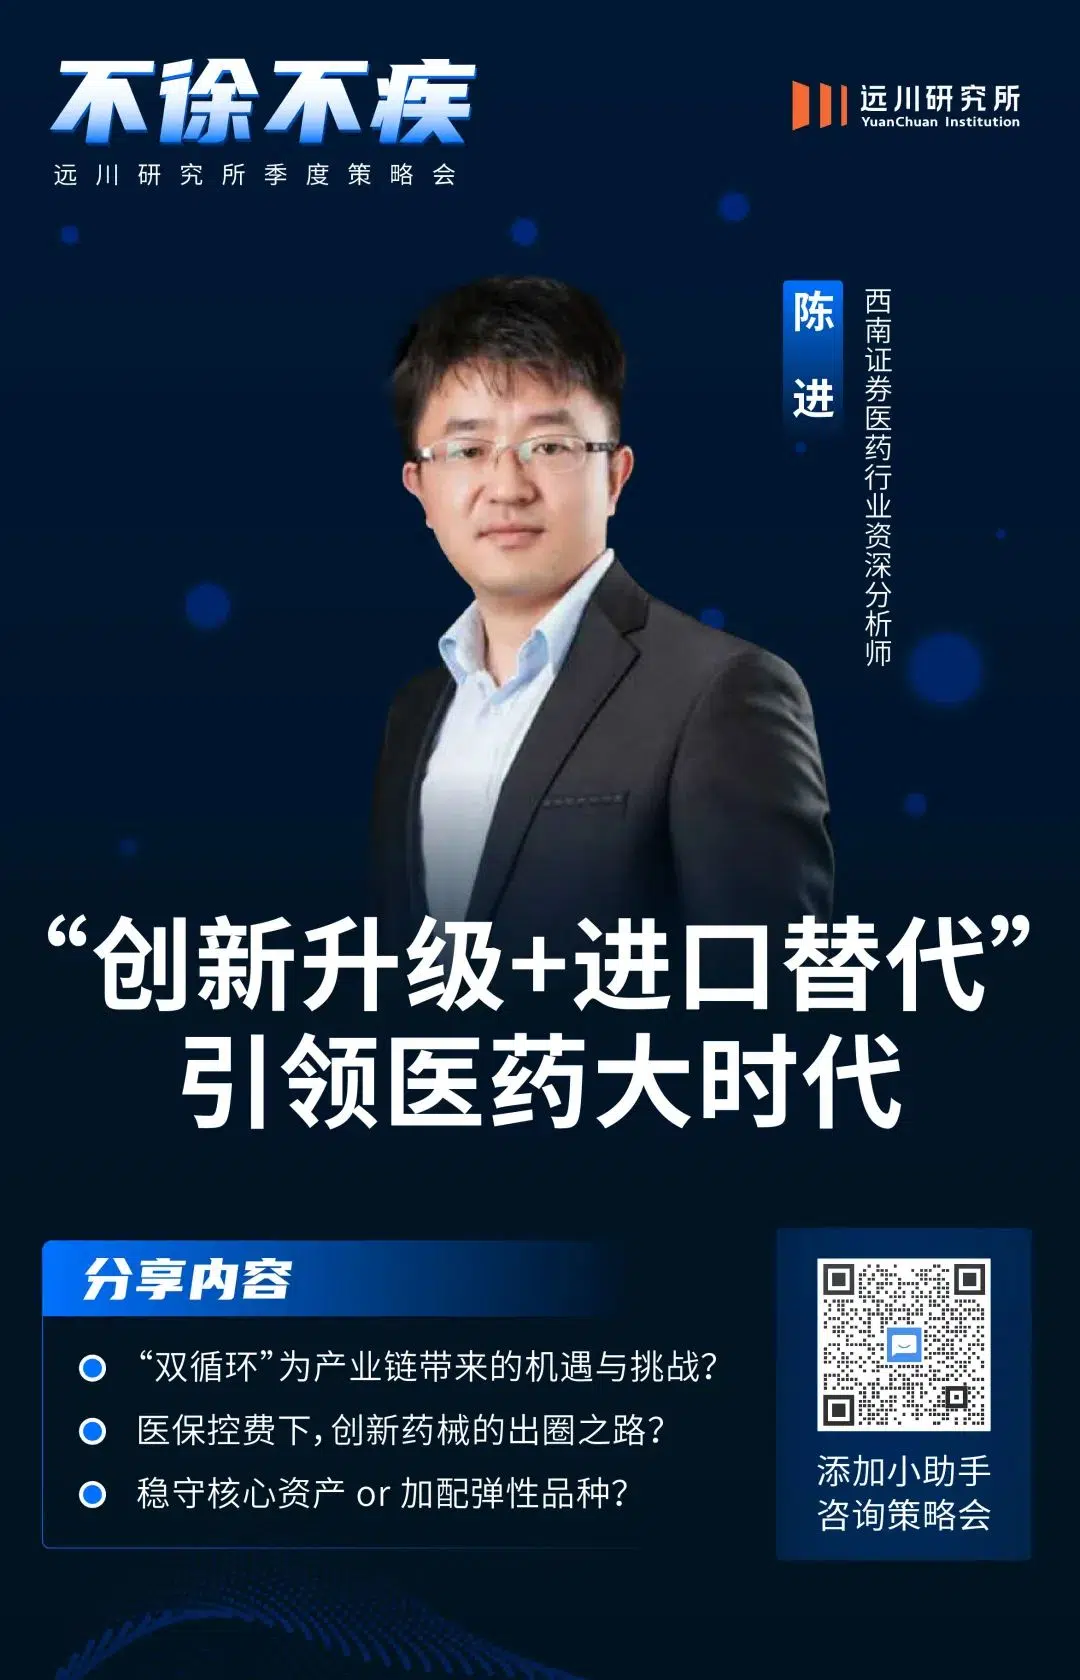 不徐不疾
远川研究所季度策略会
远川研究所
YuanChuan Institution
陈进
西南证券医药行业资深分析师
“创新升级+进口替代”
引领医药大时代
分享内容
“双循环”为产业链带来的机遇与挑战？
医保控费下，创新药械的出圈之路？
稳守核心资产 or 加配弹性品种？
添加小助手
咨询策略会